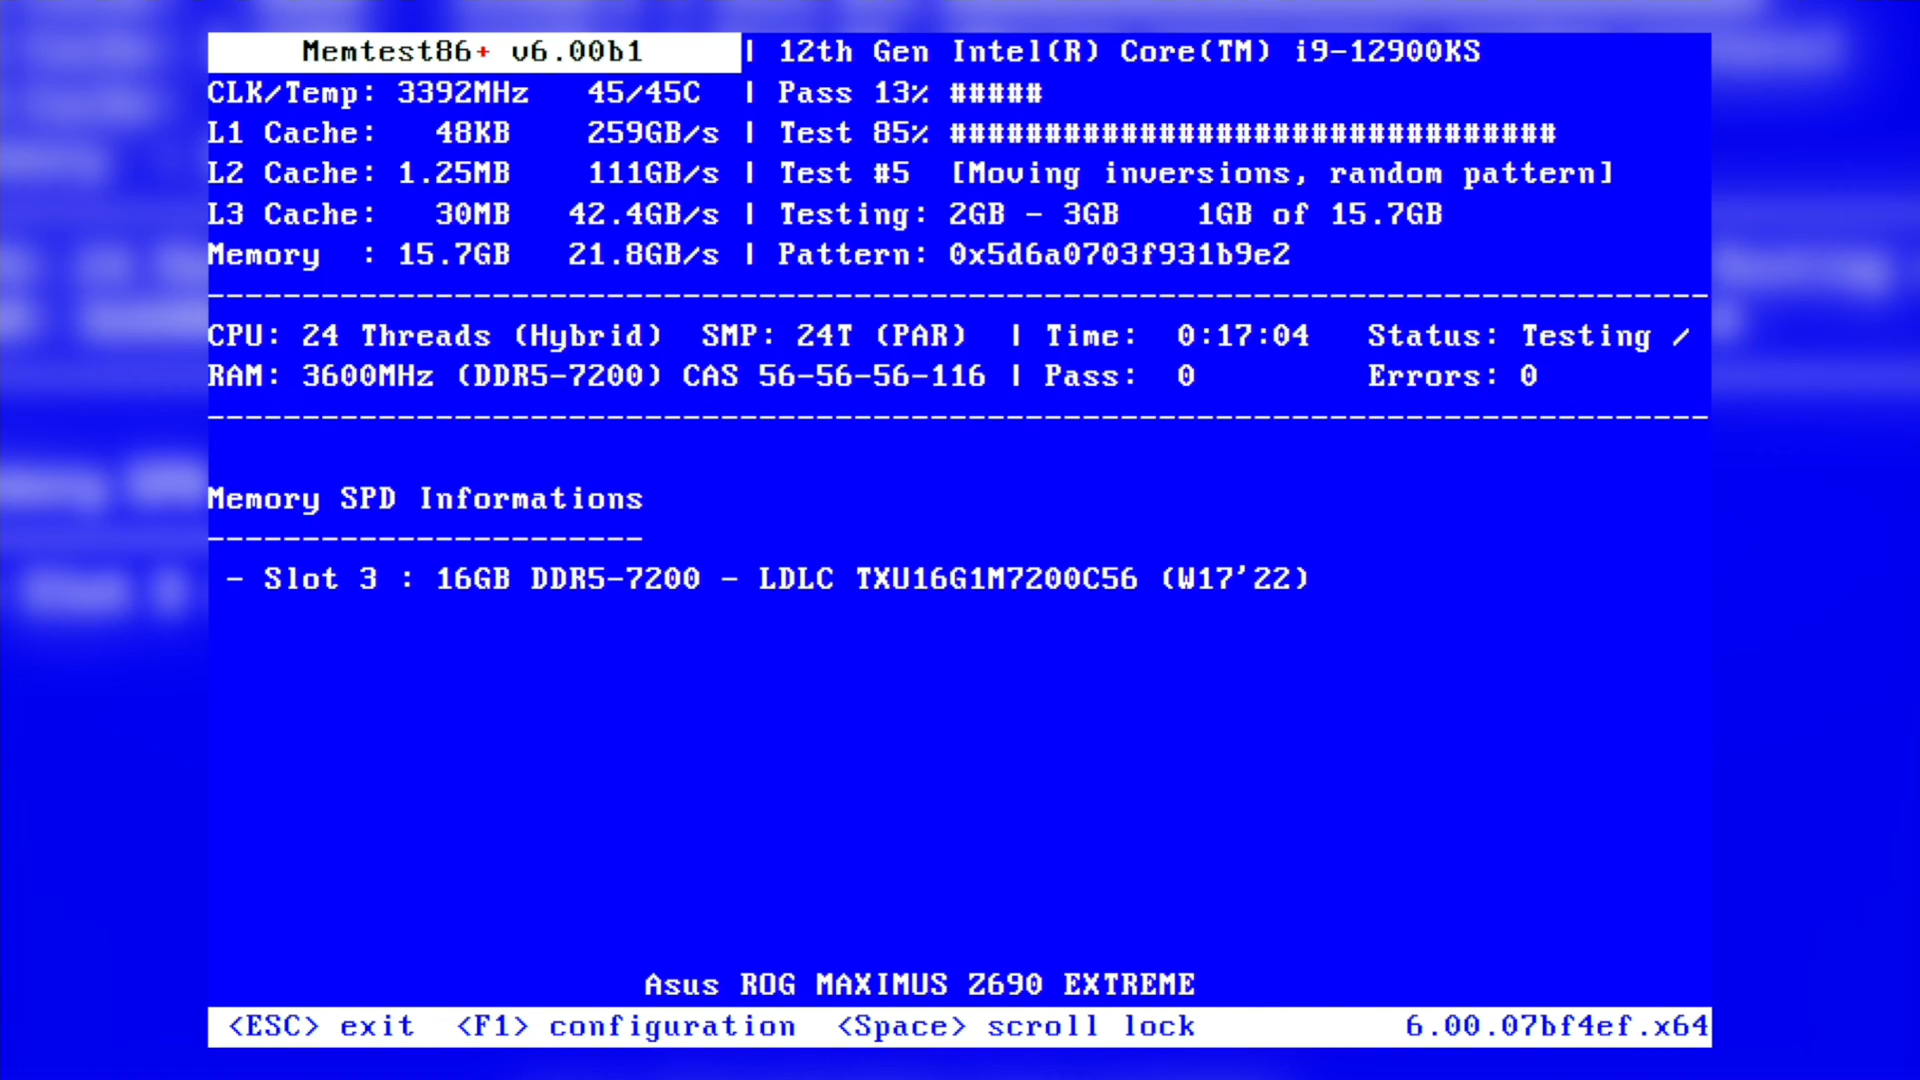 Memtest86+ v6.00b1 | 12th Gen Intel(R) Core(TM) i9-12900KS
CLK/Temp: 3392MHz 45/45C | Pass 13% #####
L1 Cache: 48KB 259GB/s | Test 85% ################################
L2 Cache: 1.25MB 111GB/s | Test #5 [Moving inversions, random pattern]
L3 Cache: 30MB 42.4GB/s | Testing: 2GB - 3GB 1GB of 15.7GB
Memory : 15.7GB 21.8GB/s | Pattern: 0x5d6a0703f931b9e2
--------------------------------------------------------------------------------
CPU: 24 Threads (Hybrid) SMP: 24T (PAR) | Time: 0:17:04 Status: Testing /
RAM: 3600MHz (DDR5-7200) CAS 56-56-56-116 | Pass: 0 Errors: 0
--------------------------------------------------------------------------------
Memory SPD Informations
-----------------------
- Slot 3 : 16GB DDR5-7200 - LDLC TXU16G1M7200C56 (W17'22)
Asus ROG MAXIMUS Z690 EXTREME
<ESC> exit <F1> configuration <Space> scroll lock 6.00.07bf4ef.x64